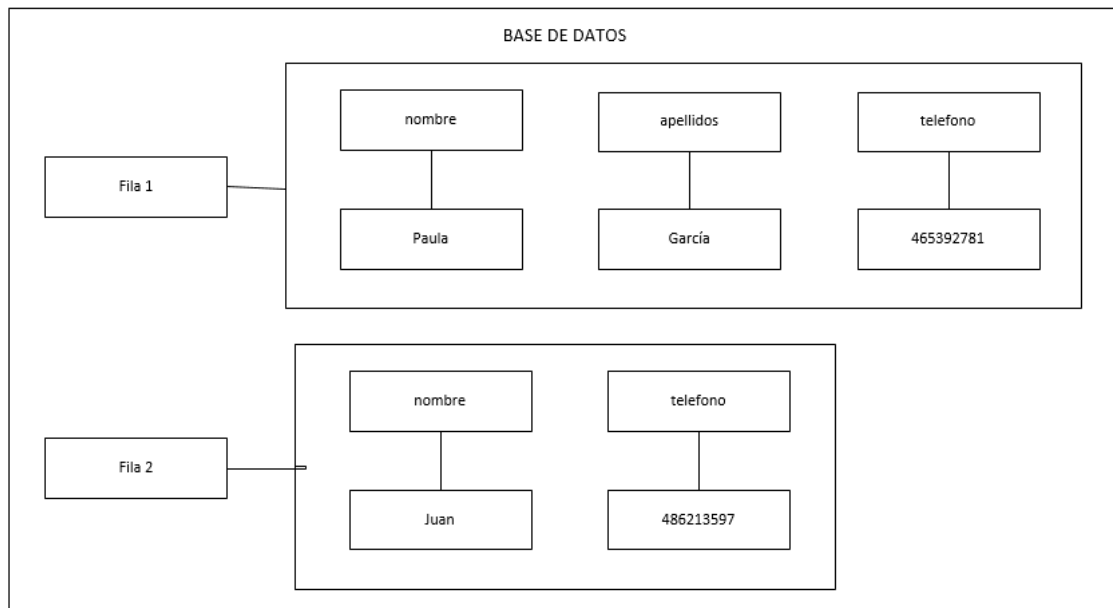 BASE DE DATOS
nombre apellidos telefono
Fila 1
Paula García 465392781
nombre telefono
Fila 2
Juan 486213597